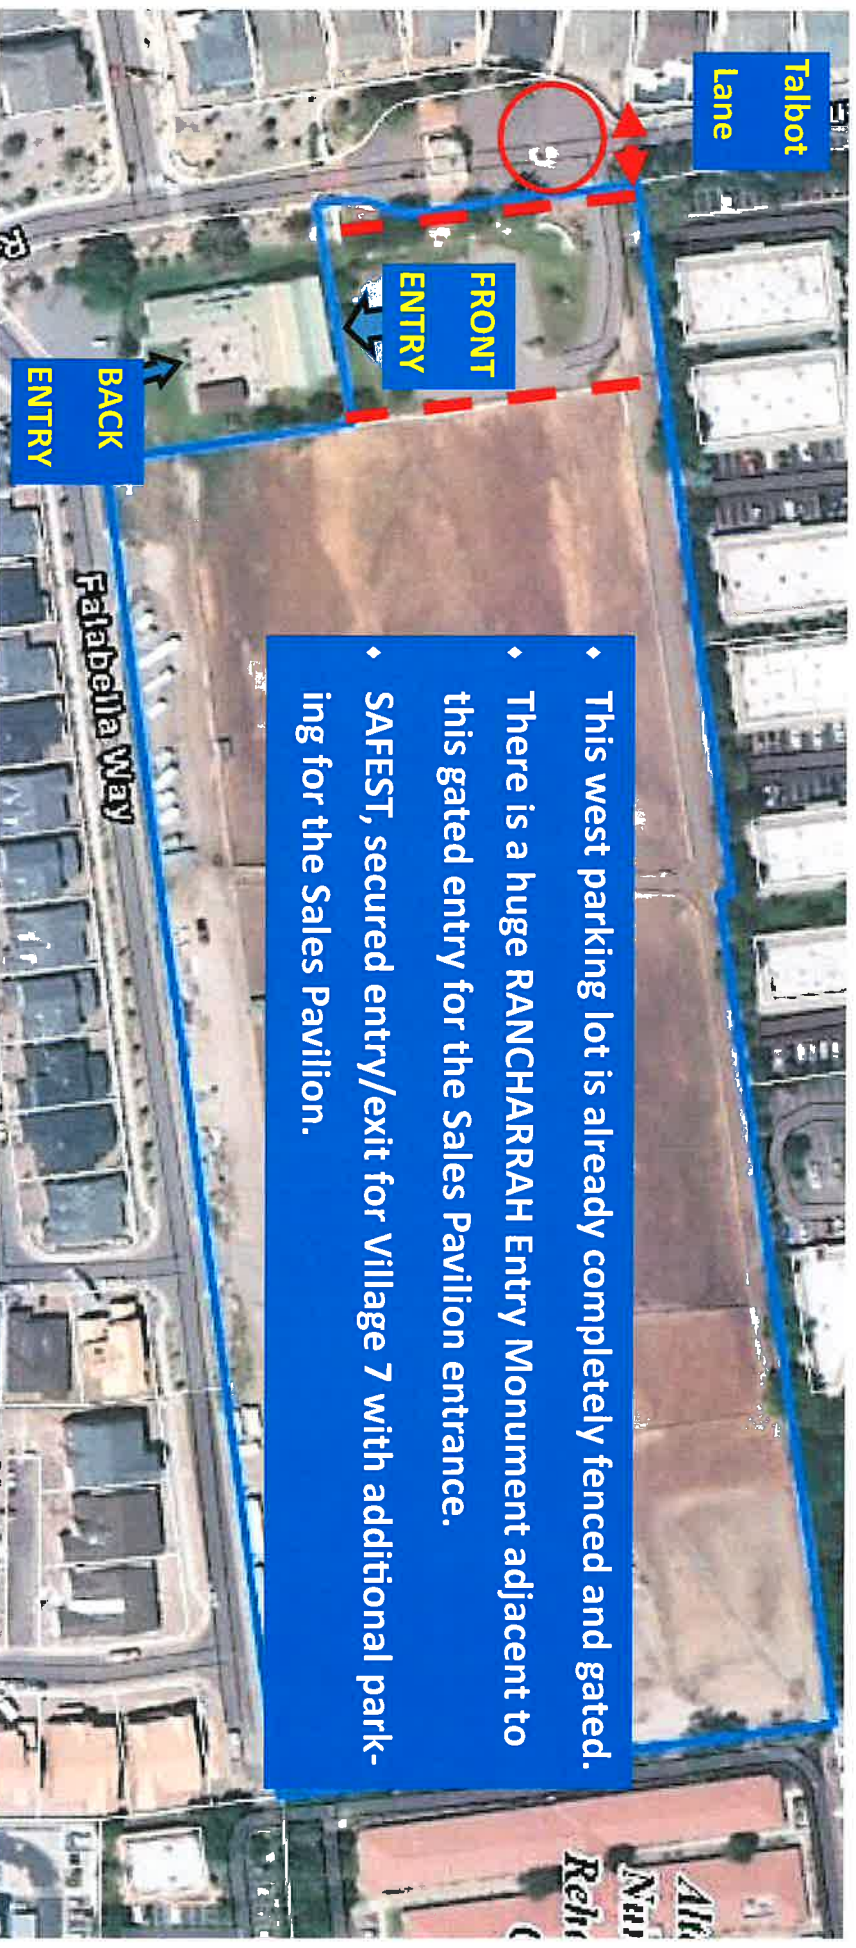 Talbot
Lane
FRONT
ENTRY
BACK
ENTRY
Falabella Way
• This west parking lot is already completely fenced and gated.
• There is a huge RANCHARRAH Entry Monument adjacent to
this gated entry for the Sales Pavilion entrance.
• SAFEST, secured entry/exit for Village 7 with additional park-
ing for the Sales Pavilion.